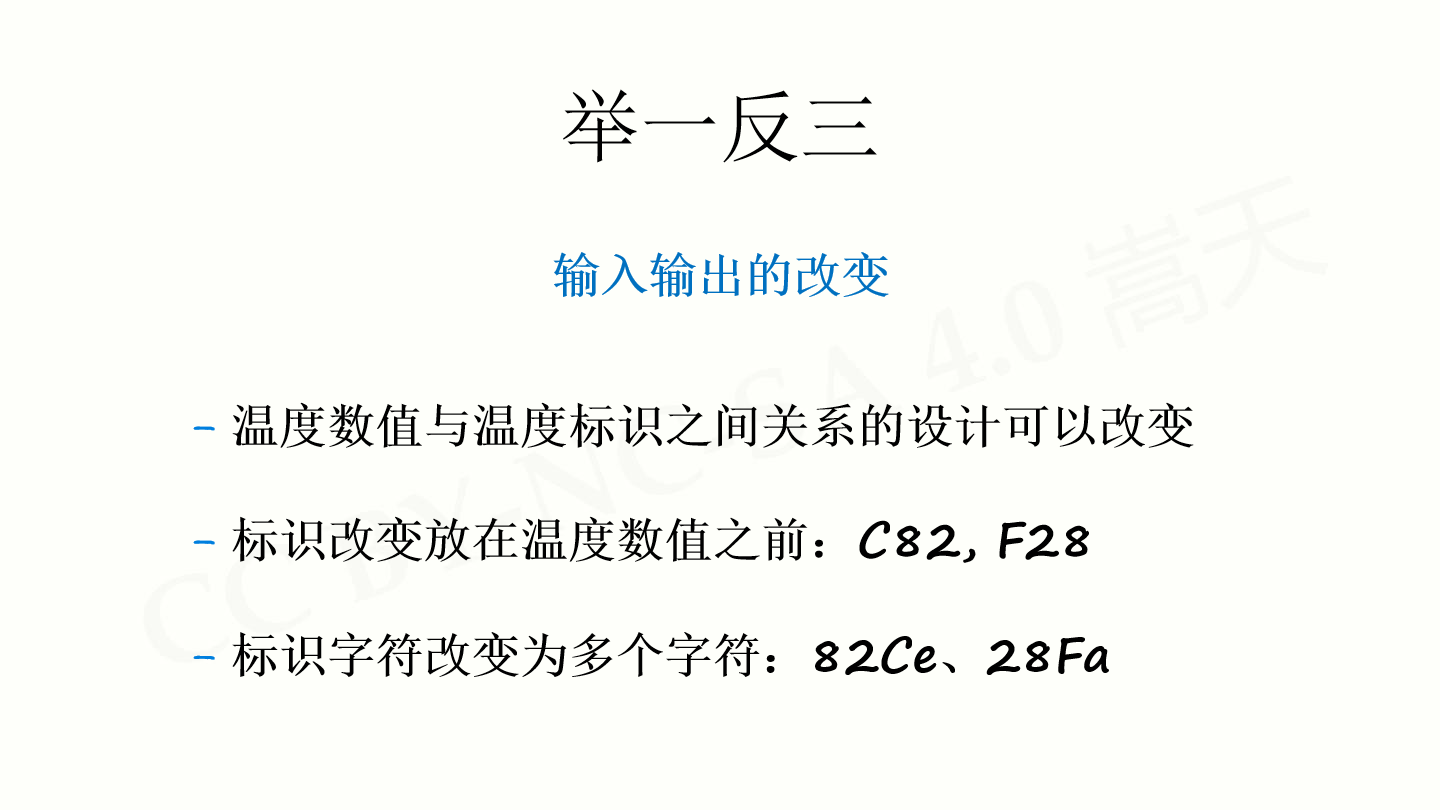 举一反三
输入输出的改变
- 温度数值与温度标识之间关系的设计可以改变
- 标识改变放在温度数值之前：C82, F28
- 标识字符改变为多个字符：82Ce、28Fa
CC BY-NC-SA 4.0 嵩天